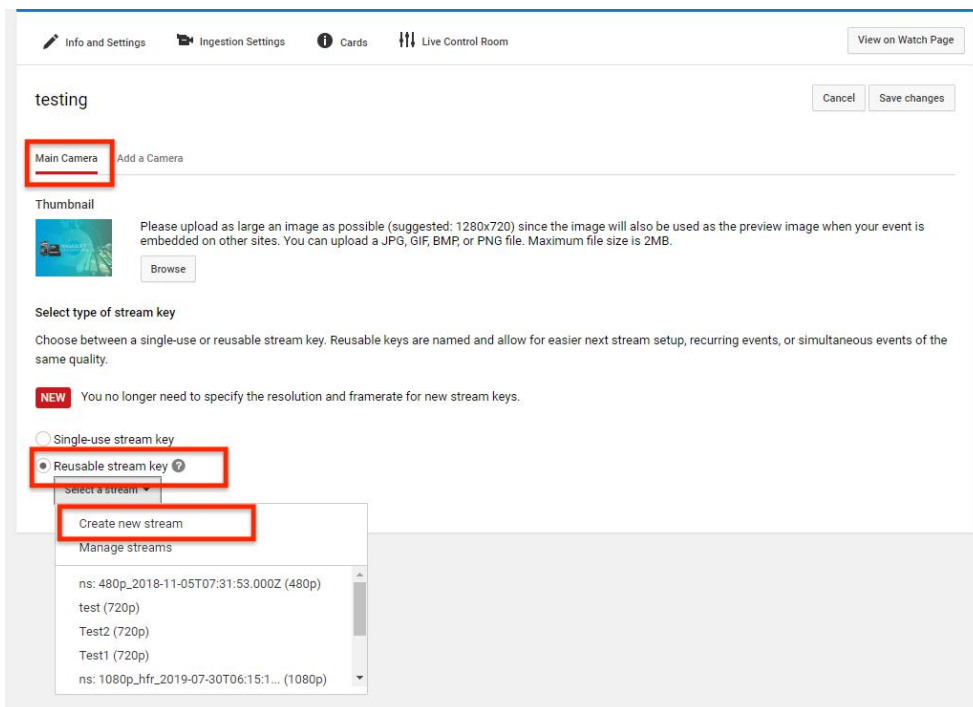 Info and Settings
Ingestion Settings
Cards
Live Control Room
View on Watch Page
testing
Cancel
Save changes
Main Camera
Add a Camera
Thumbnail
Please upload as large an image as possible (suggested: 1280x720) since the image will also be used as the preview image when your event is
embedded on other sites. You can upload a JPG, GIF, BMP, or PNG file. Maximum file size is 2MB.
Browse
Select type of stream key
Choose between a single-use or reusable stream key. Reusable keys are named and allow for easier next stream setup, recurring events, or simultaneous events of the
same quality.
NEW You no longer need to specify the resolution and framerate for new stream keys.
Single-use stream key
Reusable stream key ?
Select a stream
Create new stream
Manage streams
ns: 480p_2018-11-05T07:31:53.000Z (480p)
test (720p)
Test2 (720p)
Test1 (720p)
ns: 1080p_hfr_2019-07-30T06:15:1... (1080p)